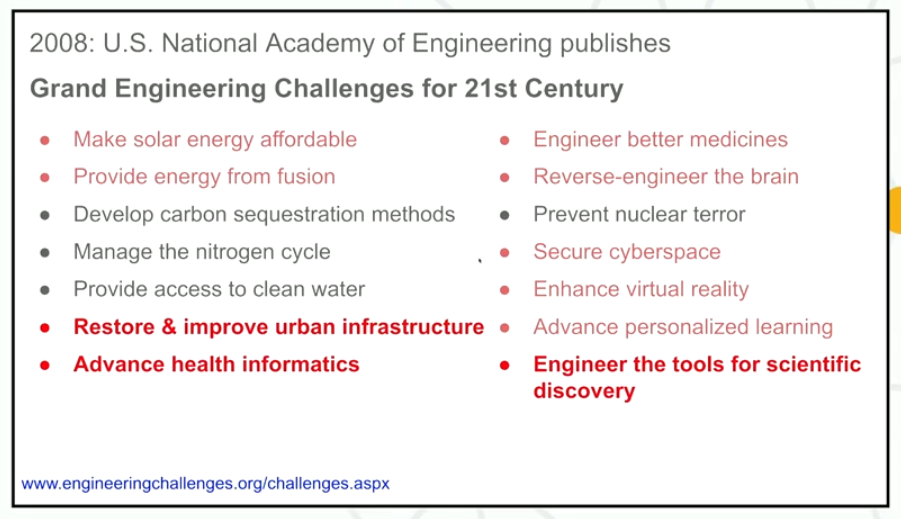 2008: U.S. National Academy of Engineering publishes
Grand Engineering Challenges for 21st Century
● Make solar energy affordable
● Provide energy from fusion
● Develop carbon sequestration methods
● Manage the nitrogen cycle
● Provide access to clean water
● Restore & improve urban infrastructure
● Advance health informatics
● Engineer better medicines
● Reverse-engineer the brain
● Prevent nuclear terror
● Secure cyberspace
● Enhance virtual reality
● Advance personalized learning
● Engineer the tools for scientific
discovery
www.engineeringchallenges.org/challenges.aspx